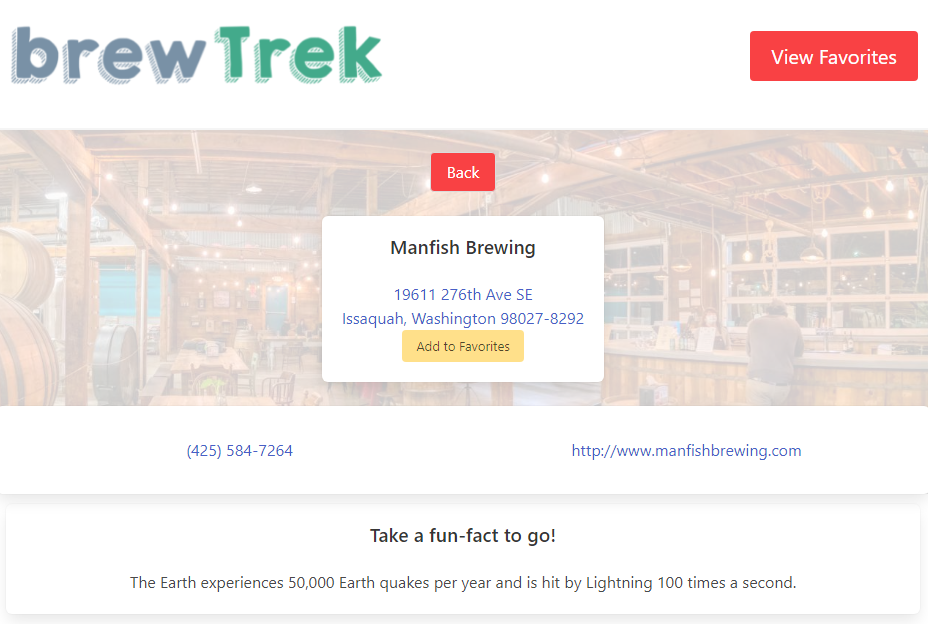 brewTrek
View Favorites
Back
Manfish Brewing
19611 276th Ave SE
Issaquah, Washington 98027-8292
Add to Favorites
(425) 584-7264
http://www.manfishbrewing.com
Take a fun-fact to go!
The Earth experiences 50,000 Earth quakes per year and is hit by Lightning 100 times a second.